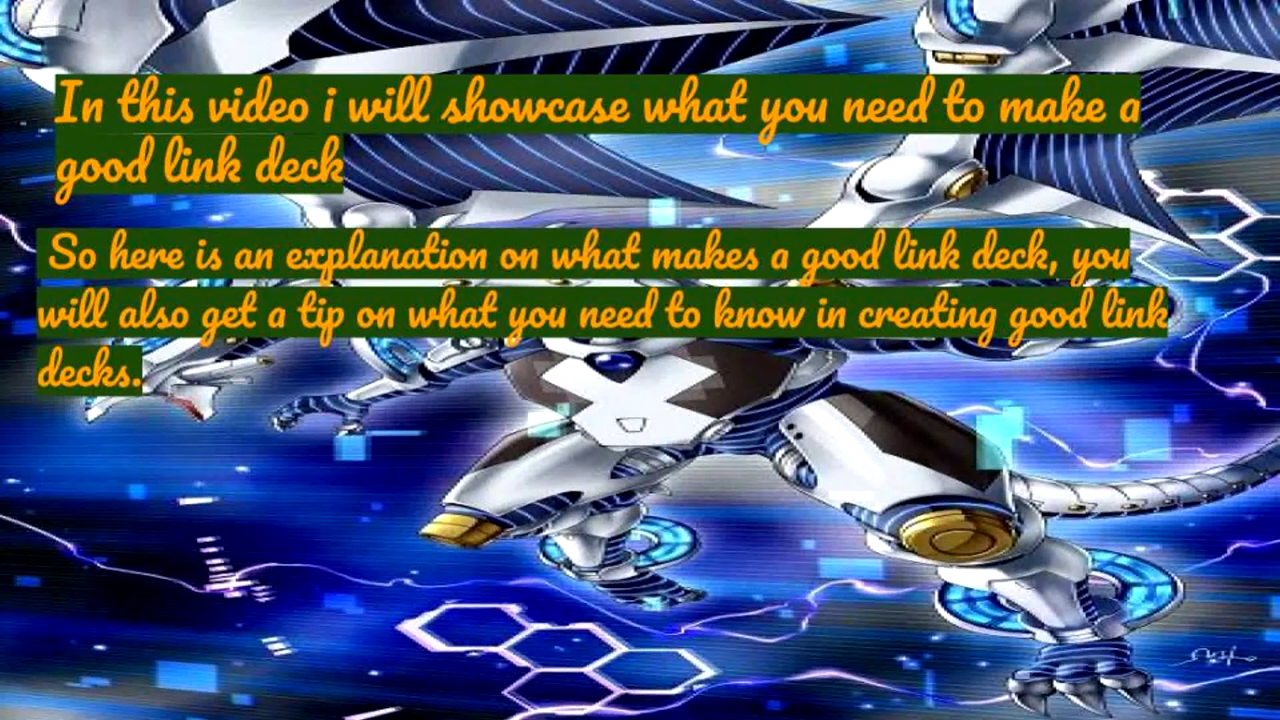 In this video i will showcase what you need to make a
good link deck
So here is an explanation on what makes a good link deck, you
will also get a tip on what you need to know in creating good link
decks.